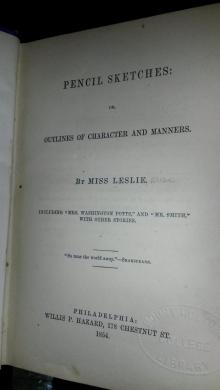 PENCIL SKETCHES:
OR,
OUTLINES OF CHARACTER AND MANNERS.
BY MISS LESLIE,
INCLUDING "MRS. WASHINGTON POTTS," AND "MR. SMITH,"
WITH OTHER STORIES.
"So runs the world away."—SHAKSPEARE.
PHILADELPHIA:
WILLIS P. HAZARD, 178 CHESTNUT ST.
1854.
LIBRARY